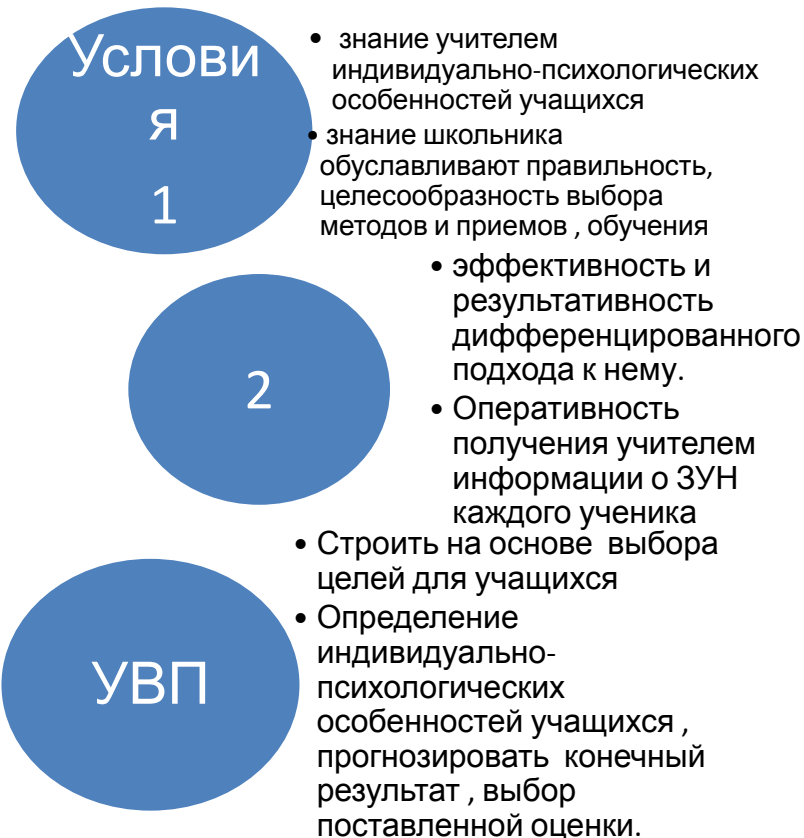 Услови
я
1
• знание учителем
индивидуально-психологических
особенностей учащихся
• знание школьника
обуславливают правильность,
целесообразность выбора
методов и приемов , обучения
2
• эффективность и
результативность
дифференцированного
подхода к нему.
• Оперативность
получения учителем
информации о ЗУН
каждого ученика
УВП
• Строить на основе выбора
целей для учащихся
• Определение
индивидуально-
психологических
особенностей учащихся ,
прогнозировать конечный
результат , выбор
поставленной оценки.